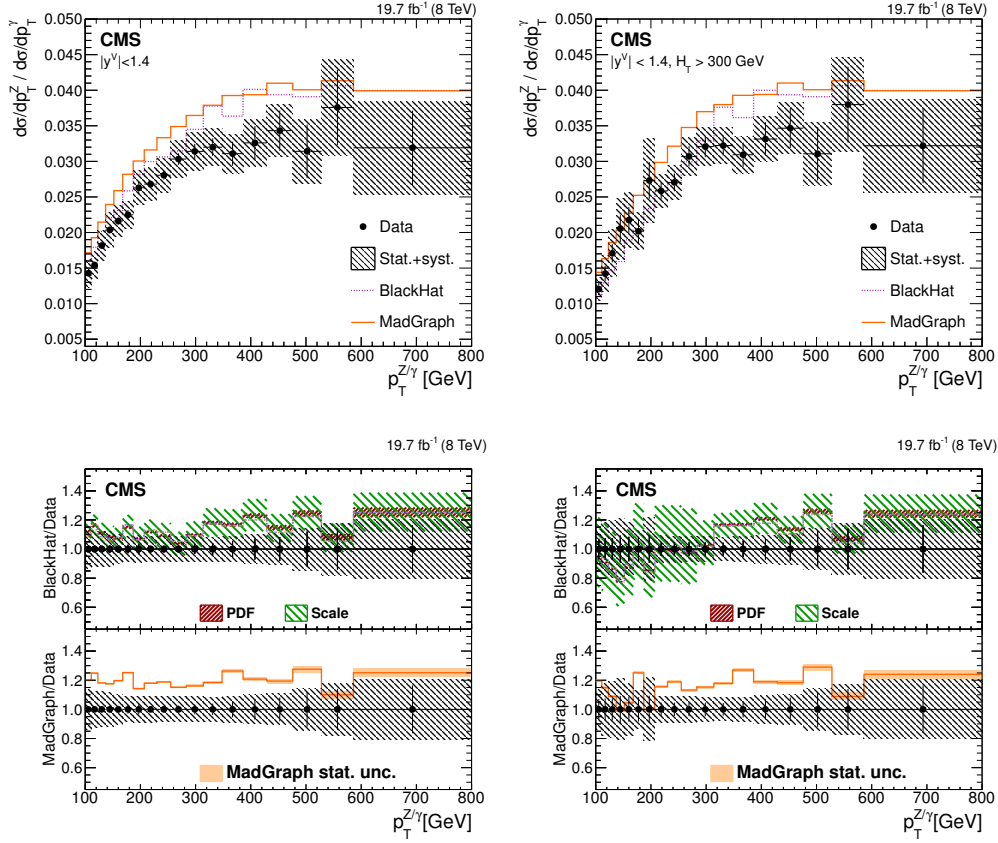 19.7 fb⁻¹ (8 TeV)
CMS
|y^V|<1.4
dσ/dp_T^Z / dσ/dp_T^γ
0.050
0.045
0.040
0.035
0.030
0.025
0.020
0.015
0.010
0.005
Data
Stat.+syst.
BlackHat
MadGraph
100 200 300 400 500 600 700 800
p_T^{Z/γ} [GeV]
19.7 fb⁻¹ (8 TeV)
CMS
|y^V| < 1.4, H_T > 300 GeV
dσ/dp_T^Z / dσ/dp_T^γ
0.050
0.045
0.040
0.035
0.030
0.025
0.020
0.015
0.010
0.005
Data
Stat.+syst.
BlackHat
MadGraph
100 200 300 400 500 600 700 800
p_T^{Z/γ} [GeV]
19.7 fb⁻¹ (8 TeV)
CMS
BlackHat/Data
1.4
1.2
1.0
0.8
0.6
PDF Scale
MadGraph/Data
1.4
1.2
1.0
0.8
0.6
MadGraph stat. unc.
100 200 300 400 500 600 700 800
p_T^{Z/γ}[GeV]
19.7 fb⁻¹ (8 TeV)
CMS
BlackHat/Data
1.4
1.2
1.0
0.8
0.6
PDF Scale
MadGraph/Data
1.4
1.2
1.0
0.8
0.6
MadGraph stat. unc.
100 200 300 400 500 600 700 800
p_T^{Z/γ}[GeV]